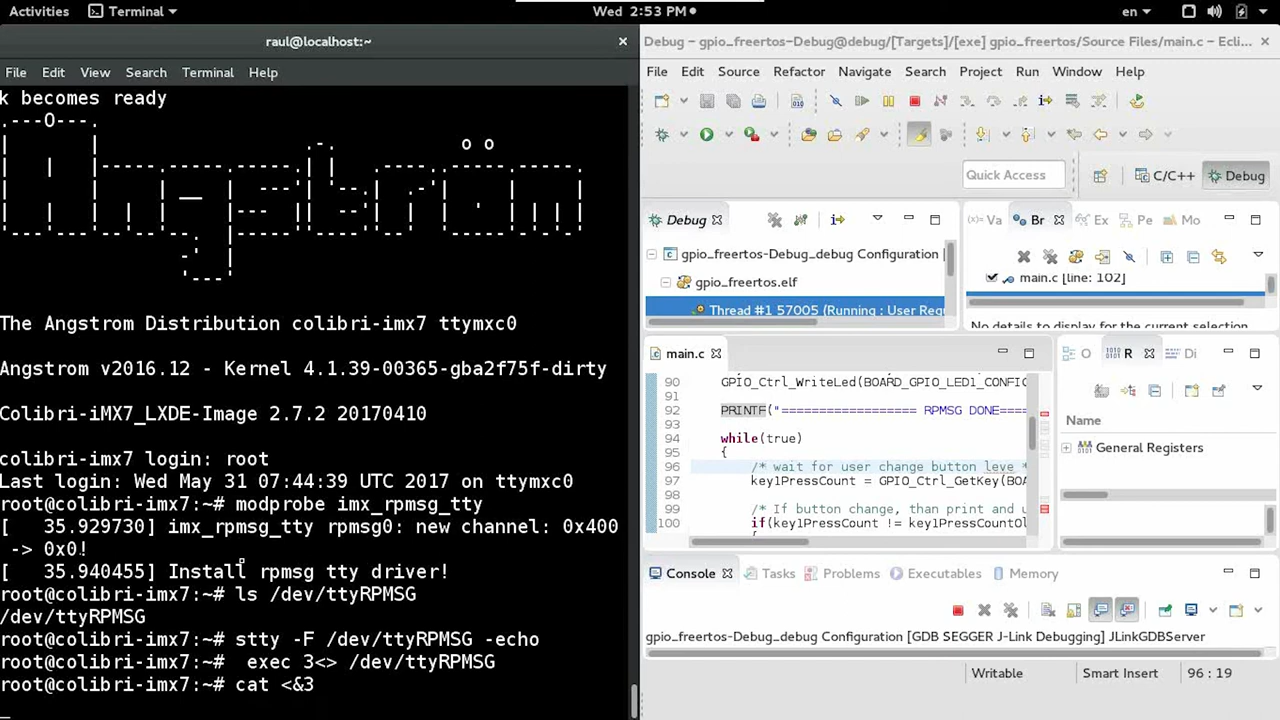 Activities Terminal Wed 2:53 PM en
raul@localhost:~
File Edit View Search Terminal Help
k becomes ready
The Angstrom Distribution colibri-imx7 ttymxc0
Angstrom v2016.12 - Kernel 4.1.39-00365-gba2f75f-dirty
Colibri-iMX7_LXDE-Image 2.7.2 20170410
colibri-imx7 login: root
Last login: Wed May 31 07:44:39 UTC 2017 on ttymxc0
root@colibri-imx7:~# modprobe imx_rpmsg_tty
[   35.929730] imx_rpmsg_tty rpmsg0: new channel: 0x400
-> 0x0!
[   35.940455] Install rpmsg tty driver!
root@colibri-imx7:~# ls /dev/ttyRPMSG
/dev/ttyRPMSG
root@colibri-imx7:~# stty -F /dev/ttyRPMSG -echo
root@colibri-imx7:~#  exec 3<> /dev/ttyRPMSG
root@colibri-imx7:~# cat <&3
Debug – gpio_freertos-Debug@debug/[Targets]/[exe] gpio_freertos/Source Files/main.c – Ecli...
File Edit Source Refactor Navigate Search Project Run Window Help
Quick Access C/C++ Debug
Debug
gpio_freertos-Debug_debug Configuration [
gpio_freertos.elf
Thread #1 57005 (Running : User Req
Va Br Ex Pe Mo
main.c [line: 102]
No details to display for the current selection
main.c
90 GPIO_Ctrl_WriteLed(BOARD_GPIO_LED1_CONFIG
91
92 PRINTF("================== RPMSG DONE====
93
94 while(true)
95 {
96 /* wait for user change button leve *
97 key1PressCount = GPIO_Ctrl_GetKey(BOA
98
99 /* If button change, than print and u
100 if(key1PressCount != key1PressCountOl
O R Di
Name
General Registers
Console Tasks Problems Executables Memory
gpio_freertos-Debug_debug Configuration [GDB SEGGER J-Link Debugging] JLinkGDBServer
Writable Smart Insert 96 : 19